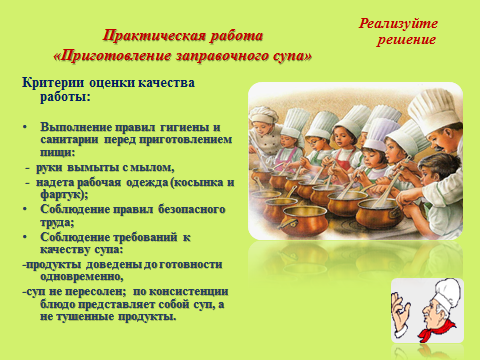 Практическая работа
«Приготовление заправочного супа»
Реализуйте
решение
Критерии оценки качества
работы:
• Выполнение правил гигиены и
санитарии перед приготовлением
пищи:
- руки вымыты с мылом,
- надета рабочая одежда (косынка и
фартук);
• Соблюдение правил безопасного
труда;
• Соблюдение требований к
качеству супа:
-продукты доведены до готовности
одновременно,
-суп не пересолен; по консистенции
блюдо представляет собой суп, а
не тушенные продукты.